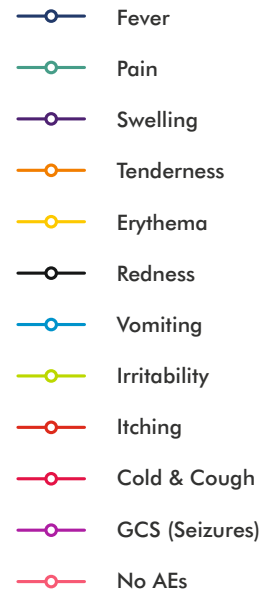 Fever
Pain
Swelling
Tenderness
Erythema
Redness
Vomiting
Irritability
Itching
Cold & Cough
GCS (Seizures)
No AEs